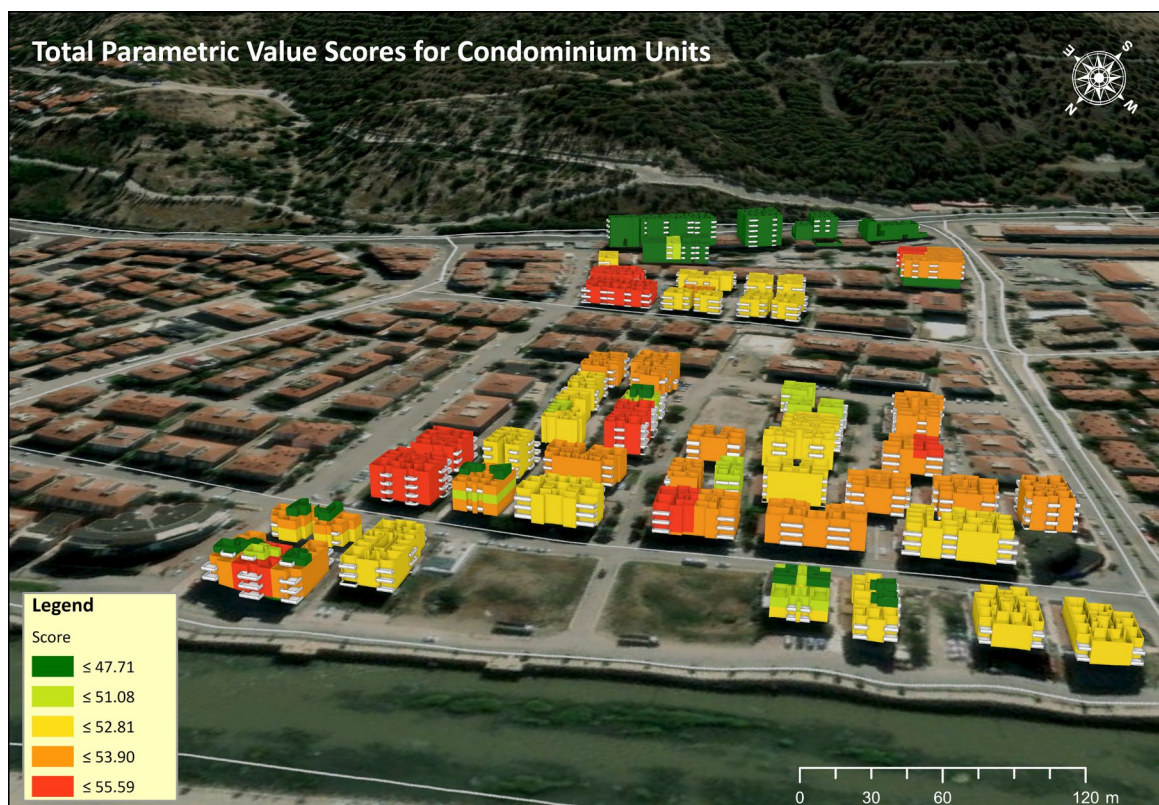 Total Parametric Value Scores for Condominium Units
E
S
N
W
Legend
Score
≤ 47.71
≤ 51.08
≤ 52.81
≤ 53.90
≤ 55.59
0 30 60 120 m